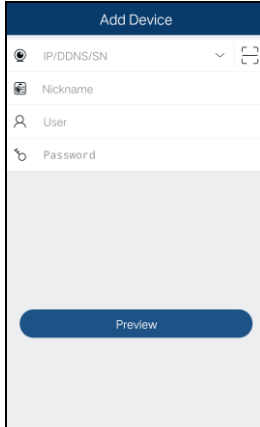 Add Device
IP/DDNS/SN
Nickname
User
Password
Preview